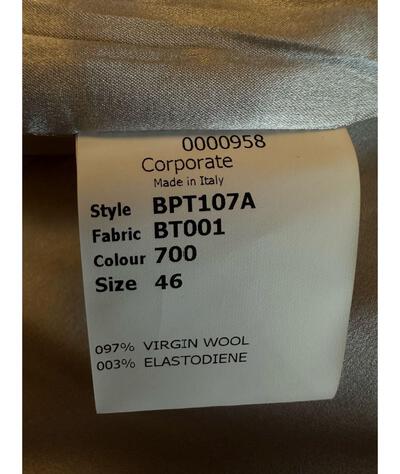 0000958
Corporate
Made in Italy
Style BPT107A
Fabric BT001
Colour 700
Size 46
097% VIRGIN WOOL
003% ELASTODIENE